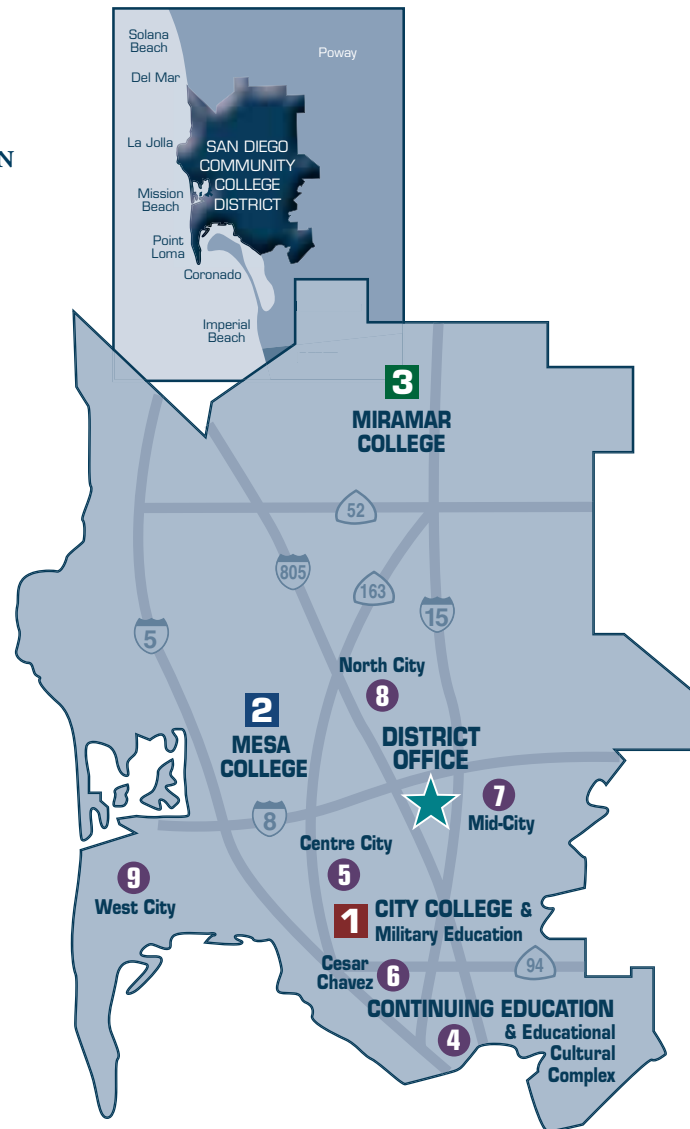 Solana
Beach
Poway
Del Mar
La Jolla
N
SAN DIEGO
COMMUNITY
COLLEGE
DISTRICT
Mission
Beach
Point
Loma
Coronado
Imperial
Beach
3
MIRAMAR
COLLEGE
52
805
163
15
5
North City
8
2
MESA
COLLEGE
DISTRICT
OFFICE
7
Mid-City
8
Centre City
5
9
West City
1
CITY COLLEGE &
Military Education
Cesar
Chavez
6
94
CONTINUING EDUCATION
4
& Educational
Cultural
Complex